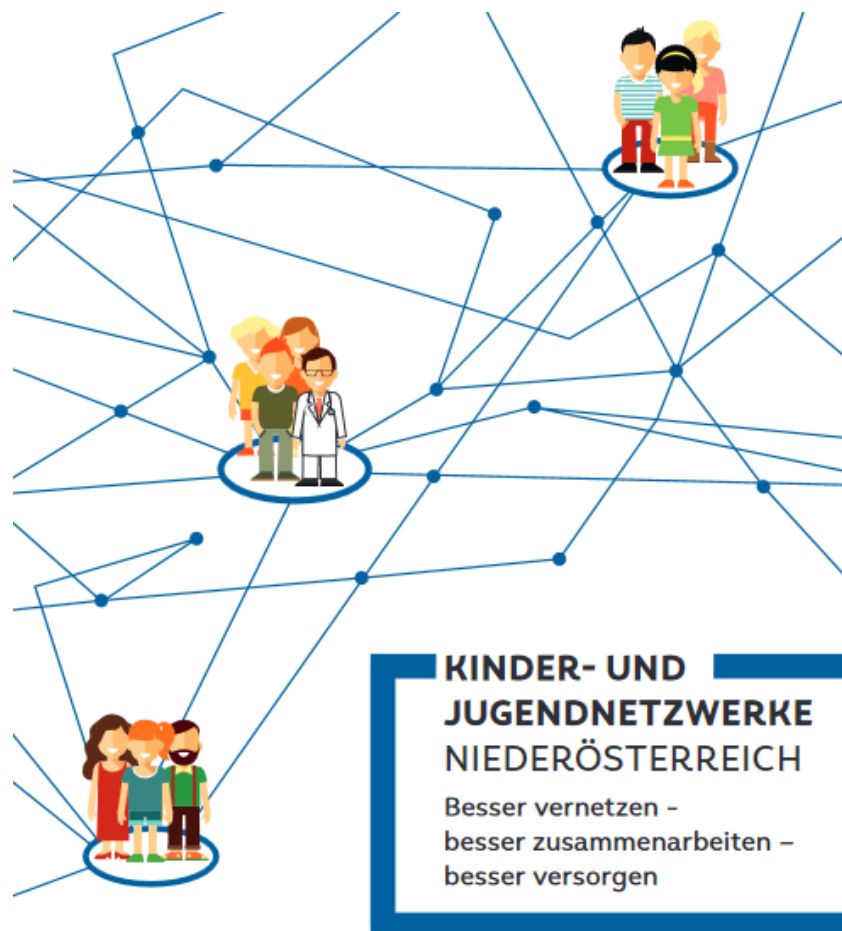 KINDER- UND
JUGENDNETZWERKE
NIEDERÖSTERREICH
Besser vernetzen -
besser zusammenarbeiten –
besser versorgen